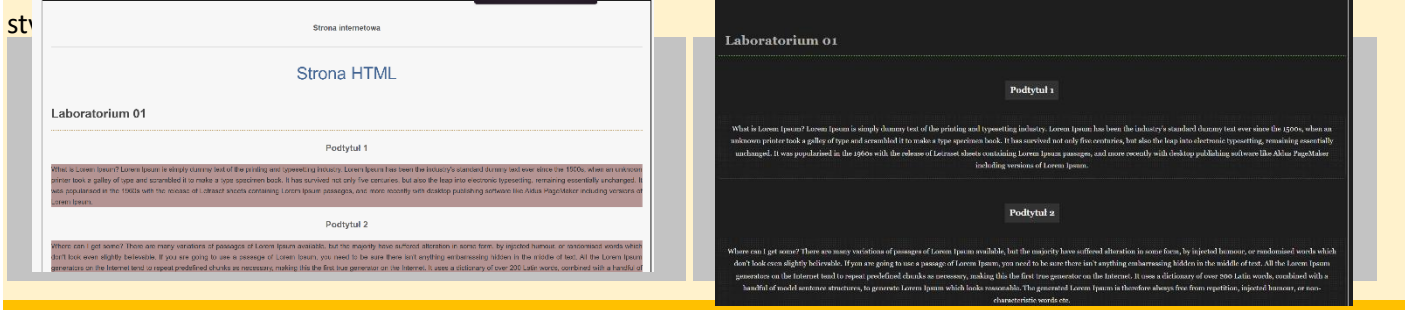 Strona internetowa
Strona HTML
Laboratorium 01
Podtytuł 1
What is Lorem Ipsum? Lorem Ipsum is simply dummy text of the printing and typesetting industry. Lorem Ipsum has been the industry's standard dummy text ever since the 1500s, when an unknown
printer took a galley of type and scrambled it to make a type specimen book. It has survived not only five centuries, but also the leap into electronic typesetting, remaining essentially unchanged. It
was popularised in the 1960s with the release of Letraset sheets containing Lorem Ipsum passages, and more recently with desktop publishing software like Aldus PageMaker including versions of
Lorem Ipsum.
Podtytuł 2
Where can I get some? There are many variations of passages of Lorem Ipsum available, but the majority have suffered alteration in some form, by injected humour, or randomised words which
don't look even slightly believable. If you are going to use a passage of Lorem Ipsum, you need to be sure there isn't anything embarrassing hidden in the middle of text. All the Lorem Ipsum
generators on the Internet tend to repeat predefined chunks as necessary, making this the first true generator on the Internet. It uses a dictionary of over 200 Latin words, combined with a handful of
Laboratorium 01
Podtytuł 1
What is Lorem Ipsum? Lorem Ipsum is simply dummy text of the printing and typesetting industry. Lorem Ipsum has been the industry's standard dummy text ever since the 1500s, when an
unknown printer took a galley of type and scrambled it to make a type specimen book. It has survived not only five centuries, but also the leap into electronic typesetting, remaining essentially
unchanged. It was popularised in the 1960s with the release of Letraset sheets containing Lorem Ipsum passages, and more recently with desktop publishing software like Aldus PageMaker
including versions of Lorem Ipsum.
Podtytuł 2
Where can I get some? There are many variations of passages of Lorem Ipsum available, but the majority have suffered alteration in some form, by injected humour, or randomised words which
don't look even slightly believable. If you are going to use a passage of Lorem Ipsum, you need to be sure there isn't anything embarrassing hidden in the middle of text. All the Lorem Ipsum
generators on the Internet tend to repeat predefined chunks as necessary, making this the first true generator on the Internet. It uses a dictionary of over 200 Latin words, combined with a
handful of model sentence structures, to generate Lorem Ipsum which looks reasonable. The generated Lorem Ipsum is therefore always free from repetition, injected humour, or non-
characteristic words etc.